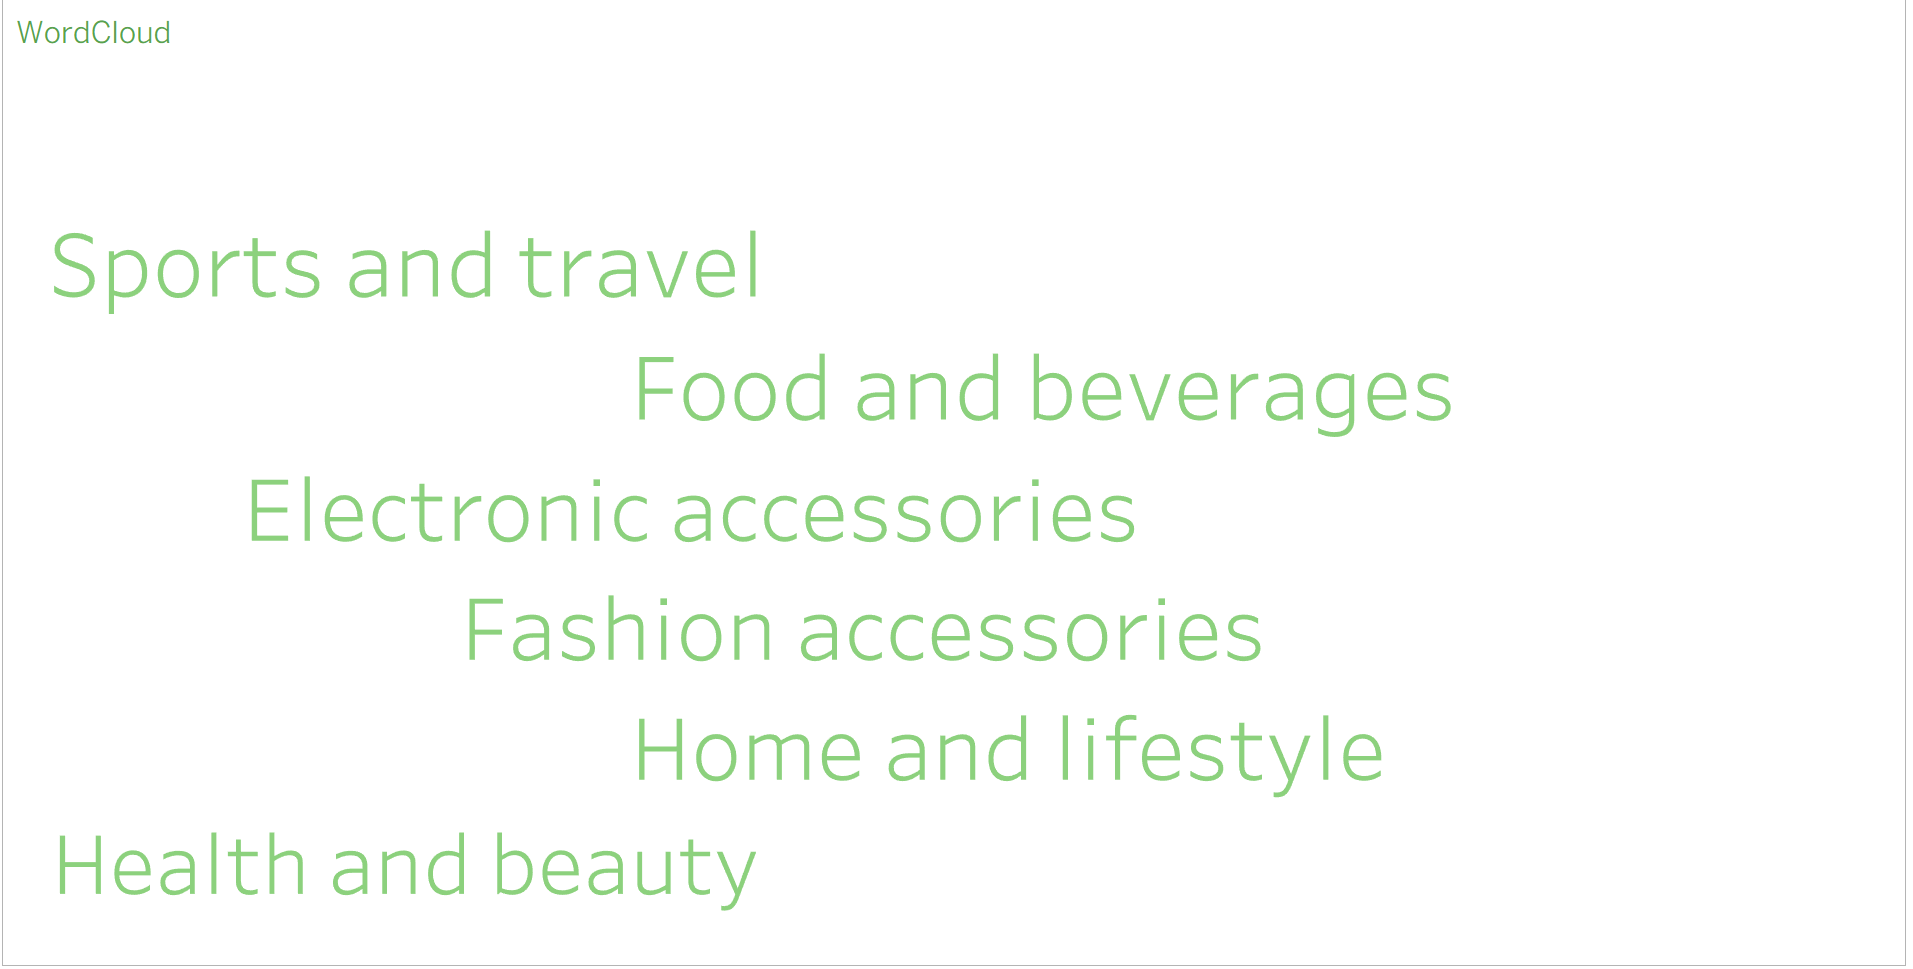 WordCloud
Sports and travel
Food and beverages
Electronic accessories
Fashion accessories
Home and lifestyle
Health and beauty